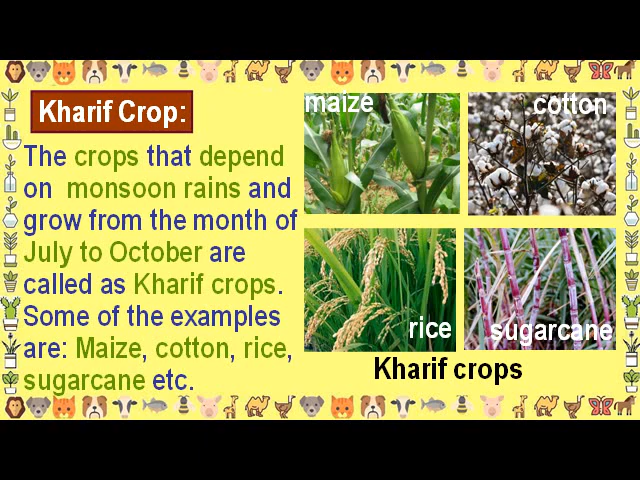 Kharif Crop:
The crops that depend
on monsoon rains and
grow from the month of
July to October are
called as Kharif crops.
Some of the examples
are: Maize, cotton, rice,
sugarcane etc.
maize
cotton
rice
sugarcane
Kharif crops